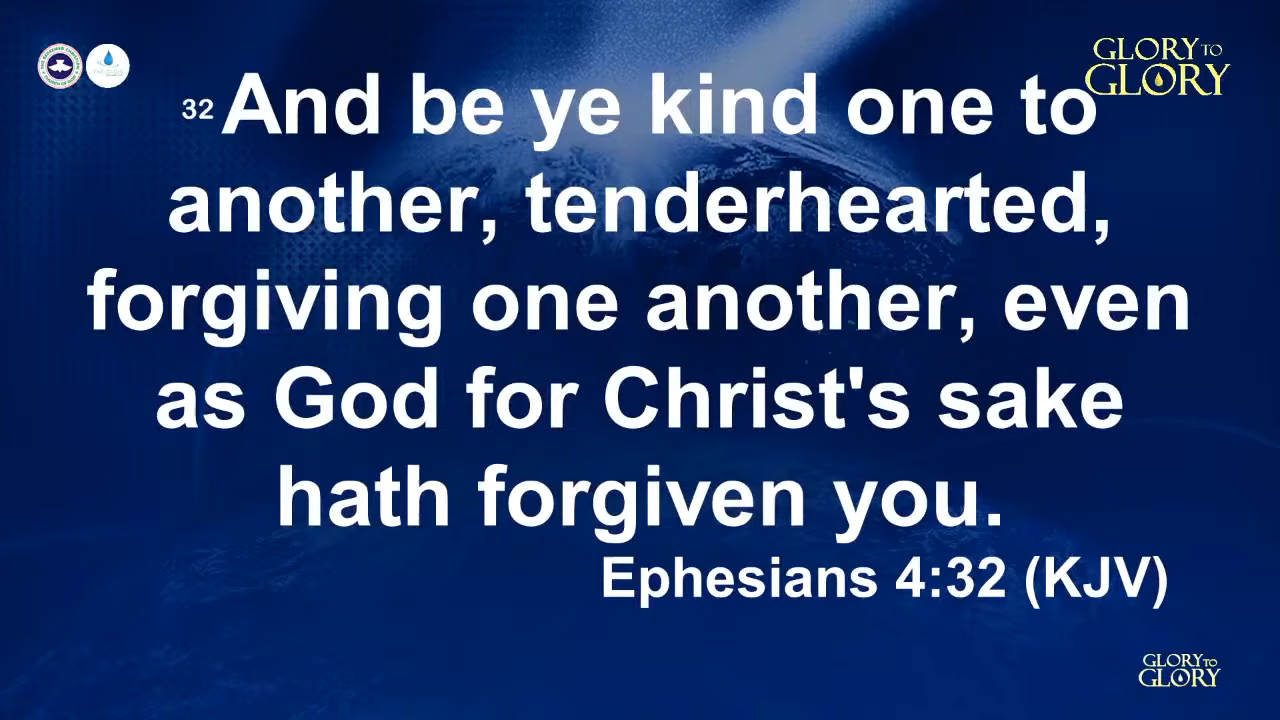 GLORY TO
GLORY
32 And be ye kind one to
another, tenderhearted,
forgiving one another, even
as God for Christ's sake
hath forgiven you.
Ephesians 4:32 (KJV)
GLORY TO
GLORY